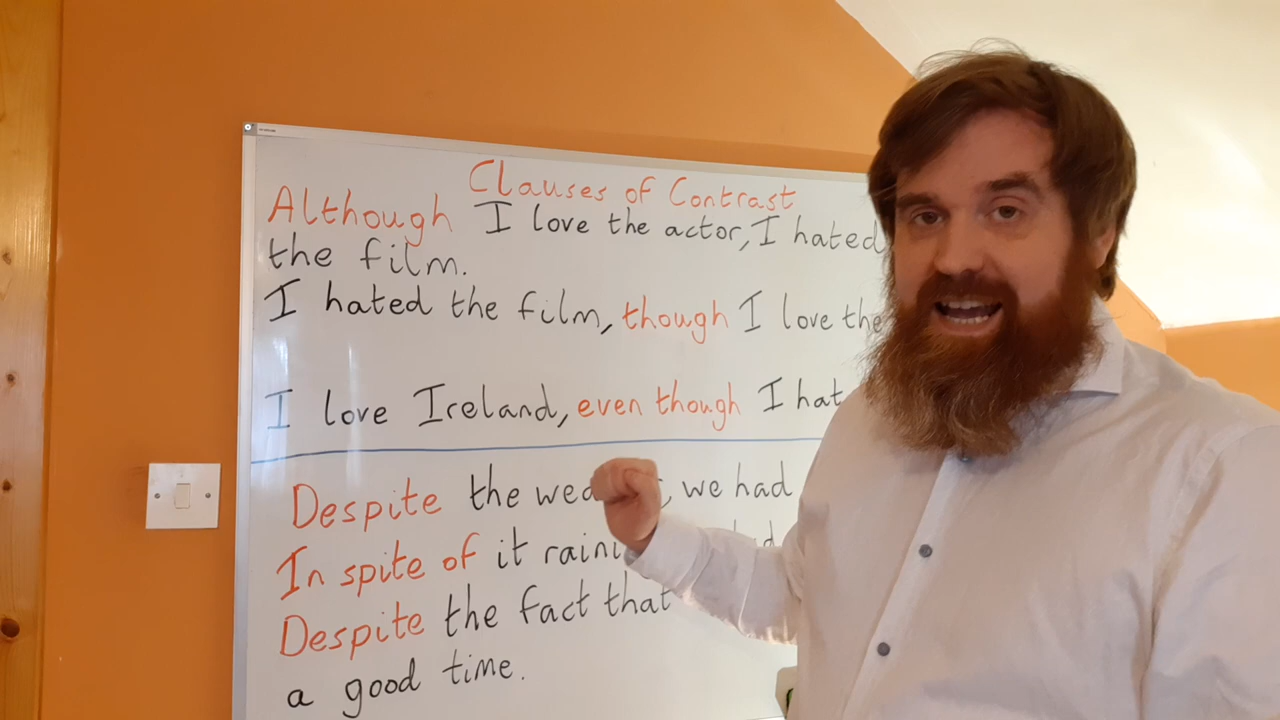 Clauses of Contrast
Although I love the actor, I hated
the film.
I hated the film, though I love the
I love Ireland, even though I hat
Despite the we we had
In spite of it raini
Despite the fact that
a good time.